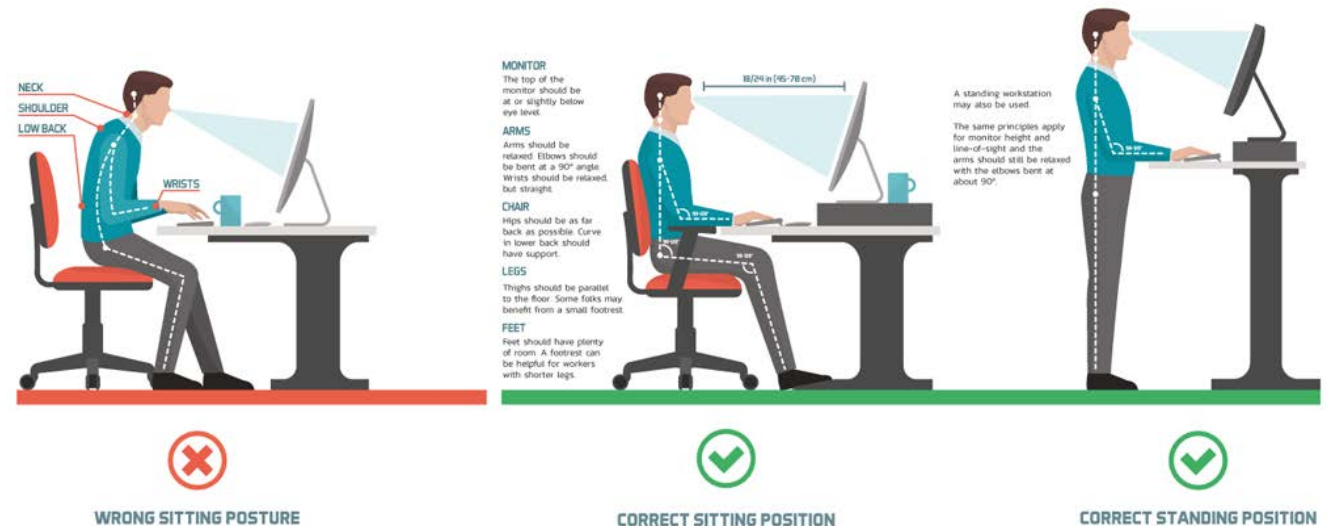 NECK
SHOULDER
LOW BACK
WRISTS
WRONG SITTING POSTURE
MONITOR
The top of the
monitor should be
at or slightly below
eye level.
ARMS
Arms should be
relaxed. Elbows should
be bent at a 90° angle.
Wrists should be relaxed,
but straight.
CHAIR
Hips should be as far
back as possible. Curve
in lower back should
have support.
LEGS
Thighs should be parallel
to the floor. Some folks may
benefit from a small footrest.
FEET
Feet should have plenty
of room. A footrest can
be helpful for workers
with shorter legs.
18/24 in (45-70 cm)
CORRECT SITTING POSITION
A standing workstation
may also be used.
The same principles apply
for monitor height and
line-of-sight and the
arms should still be relaxed
with the elbows bent at
about 90°.
CORRECT STANDING POSITION